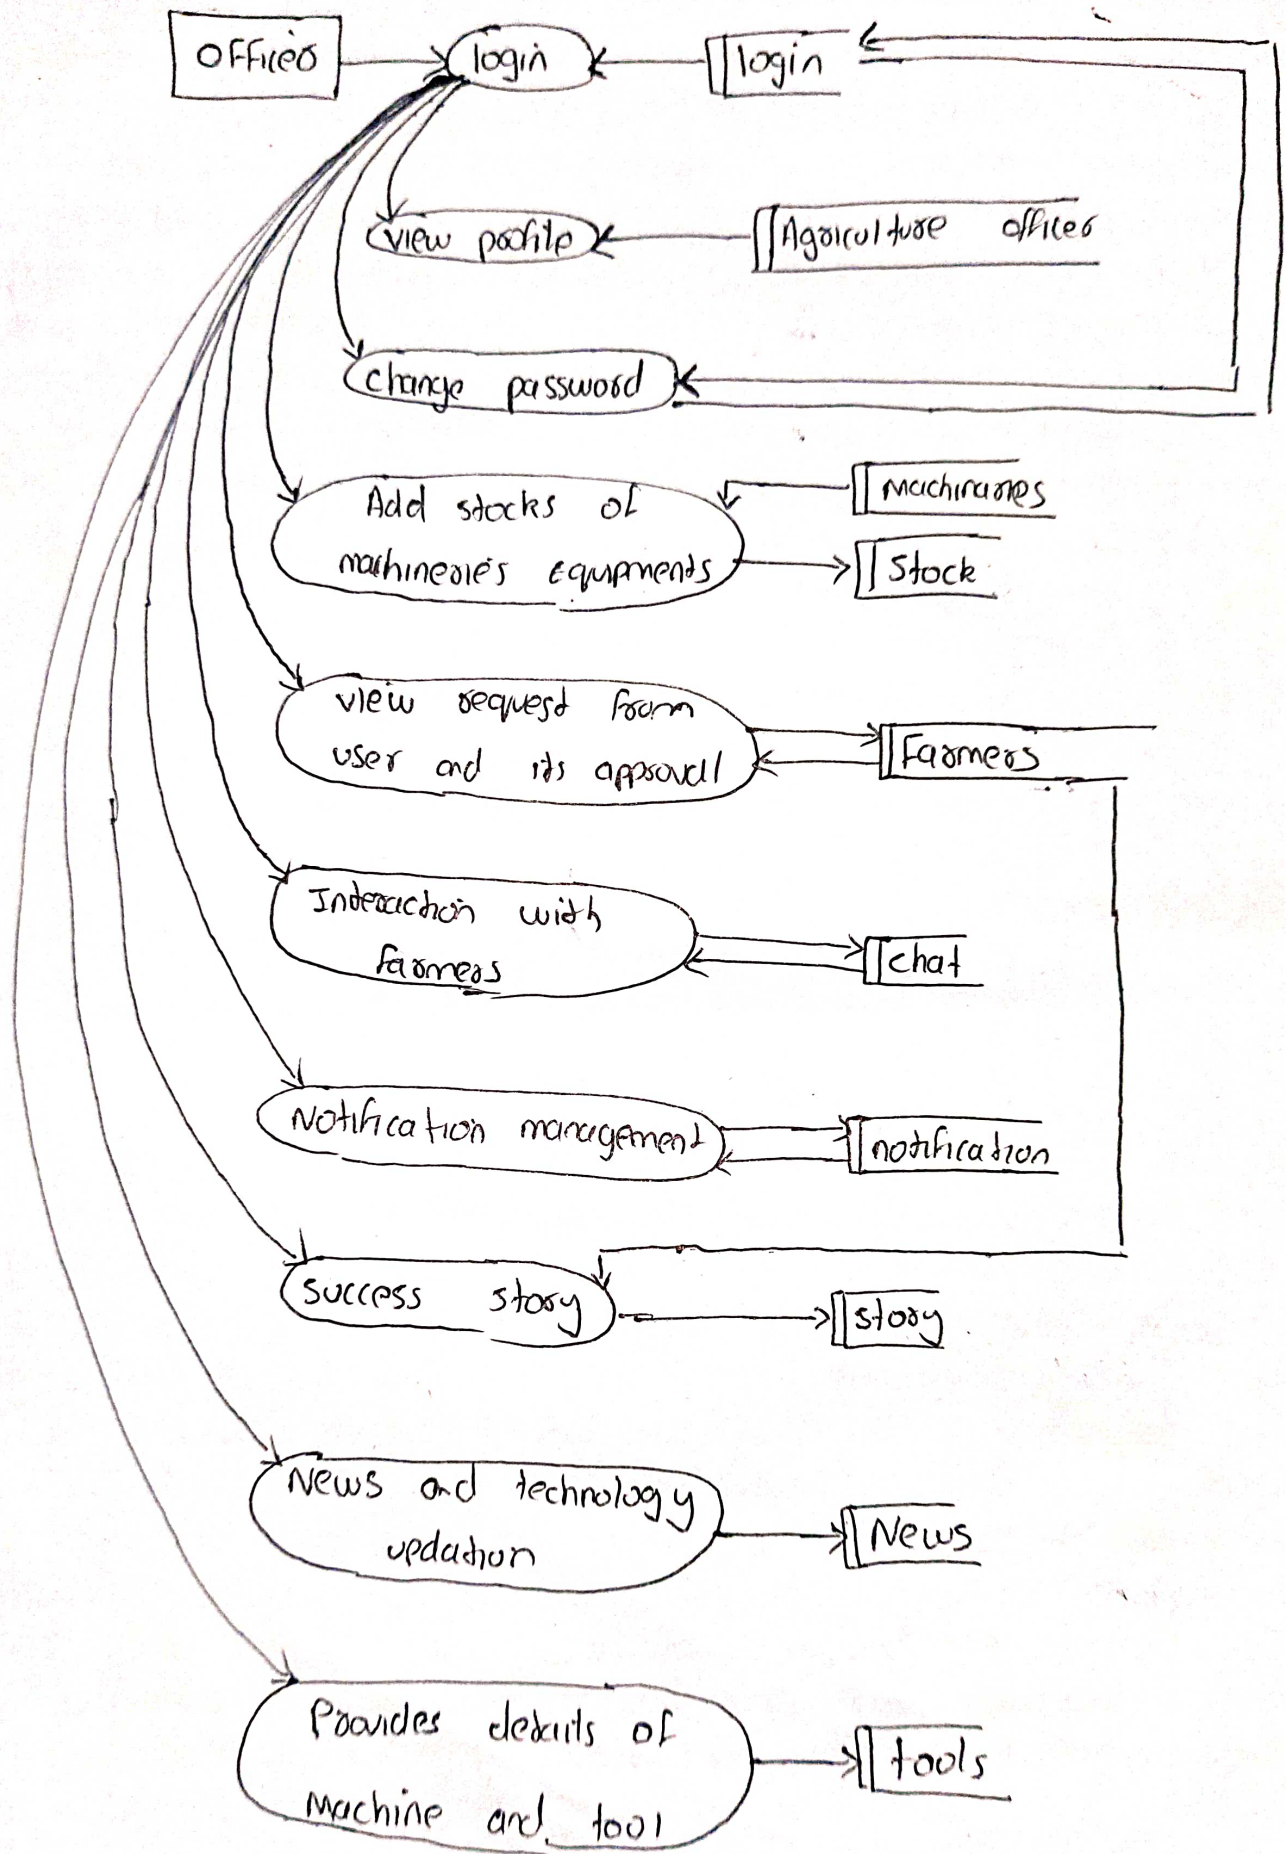 officer
login
login
view profile
Agriculture officer
change password
Add stocks of
machineries equipments
machinaries
Stock
view request from
user and its approval
Farmers
Interaction with
farmers
chat
Notification management
notification
success story
story
News and technology
updation
News
Provides details of
Machine and tool
tools